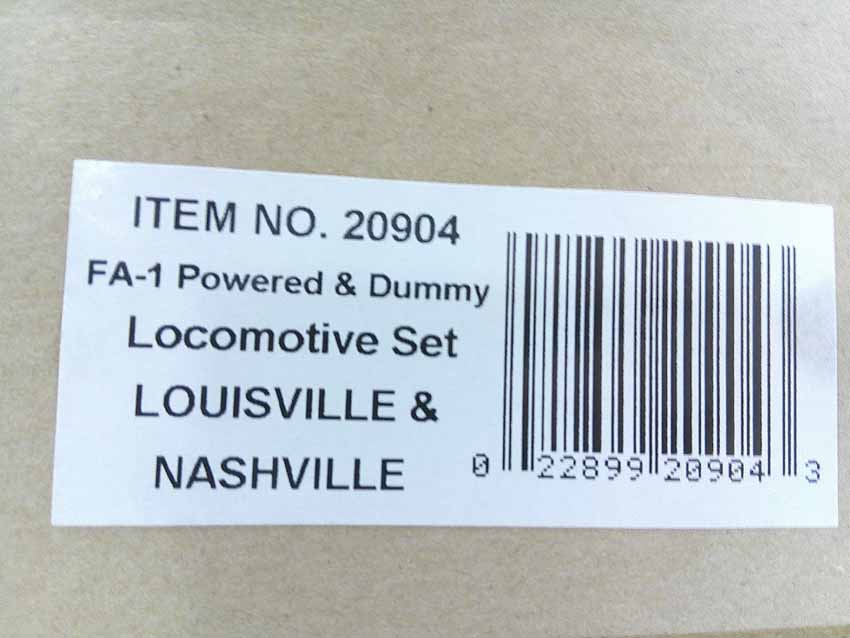 ITEM NO. 20904
FA-1 Powered & Dummy
Locomotive Set
LOUISVILLE &
NASHVILLE
0 22899 20904 3